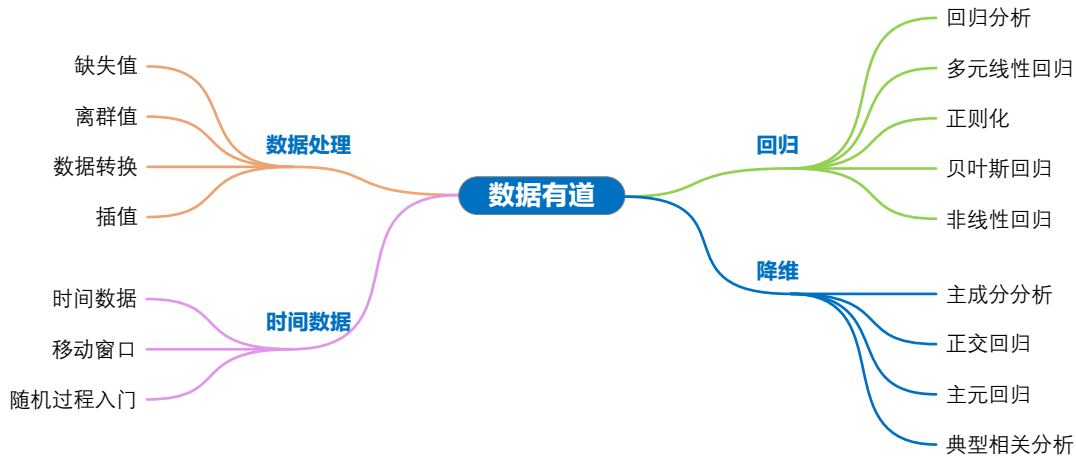 数据有道
数据处理
缺失值
离群值
数据转换
插值
时间数据
时间数据
移动窗口
随机过程入门
回归
回归分析
多元线性回归
正则化
贝叶斯回归
非线性回归
降维
主成分分析
正交回归
主元回归
典型相关分析